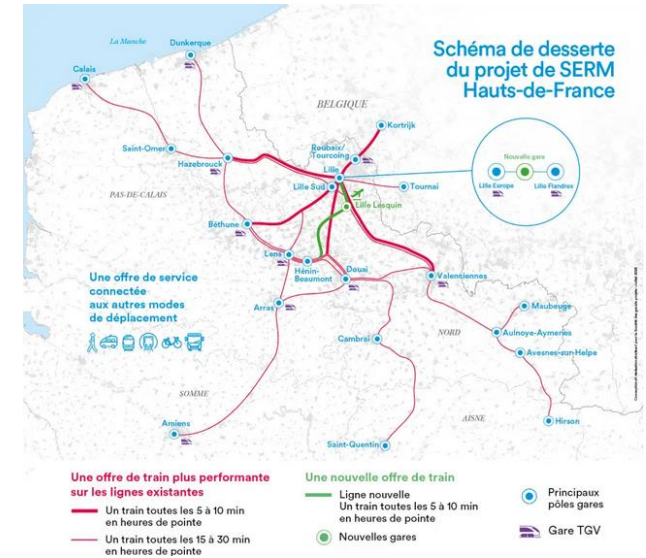 Schéma de desserte
du projet de SERM
Hauts-de-France
La Manche
Dunkerque
Calais
BELGIQUE
Kortrijk
Saint-Omer
Hazebrouck
Roubaix/
Tourcoing
Lille
Nouvelle gare
Lille Europe
Lille Flandres
Lille Sud
Tournai
PAS-DE-CALAIS
Lille Lesquin
Béthune
Lens
Hénin-
Beaumont
Douai
Valenciennes
Une offre de service
connectée
aux autres modes
de déplacement
Arras
Maubeuge
NORD
Aulnoye-Aymeries
Cambrai
Avesnes-sur-Helpe
SOMME
AISNE
Amiens
Hirson
Saint-Quentin
Une offre de train plus performante
sur les lignes existantes
Un train toutes les 5 à 10 min
en heures de pointe
Un train toutes les 15 à 30 min
en heures de pointe
Une nouvelle offre de train
Ligne nouvelle
Un train toutes les 5 à 10 min
en heures de pointe
Nouvelles gares
Principaux
pôles gares
Gare TGV